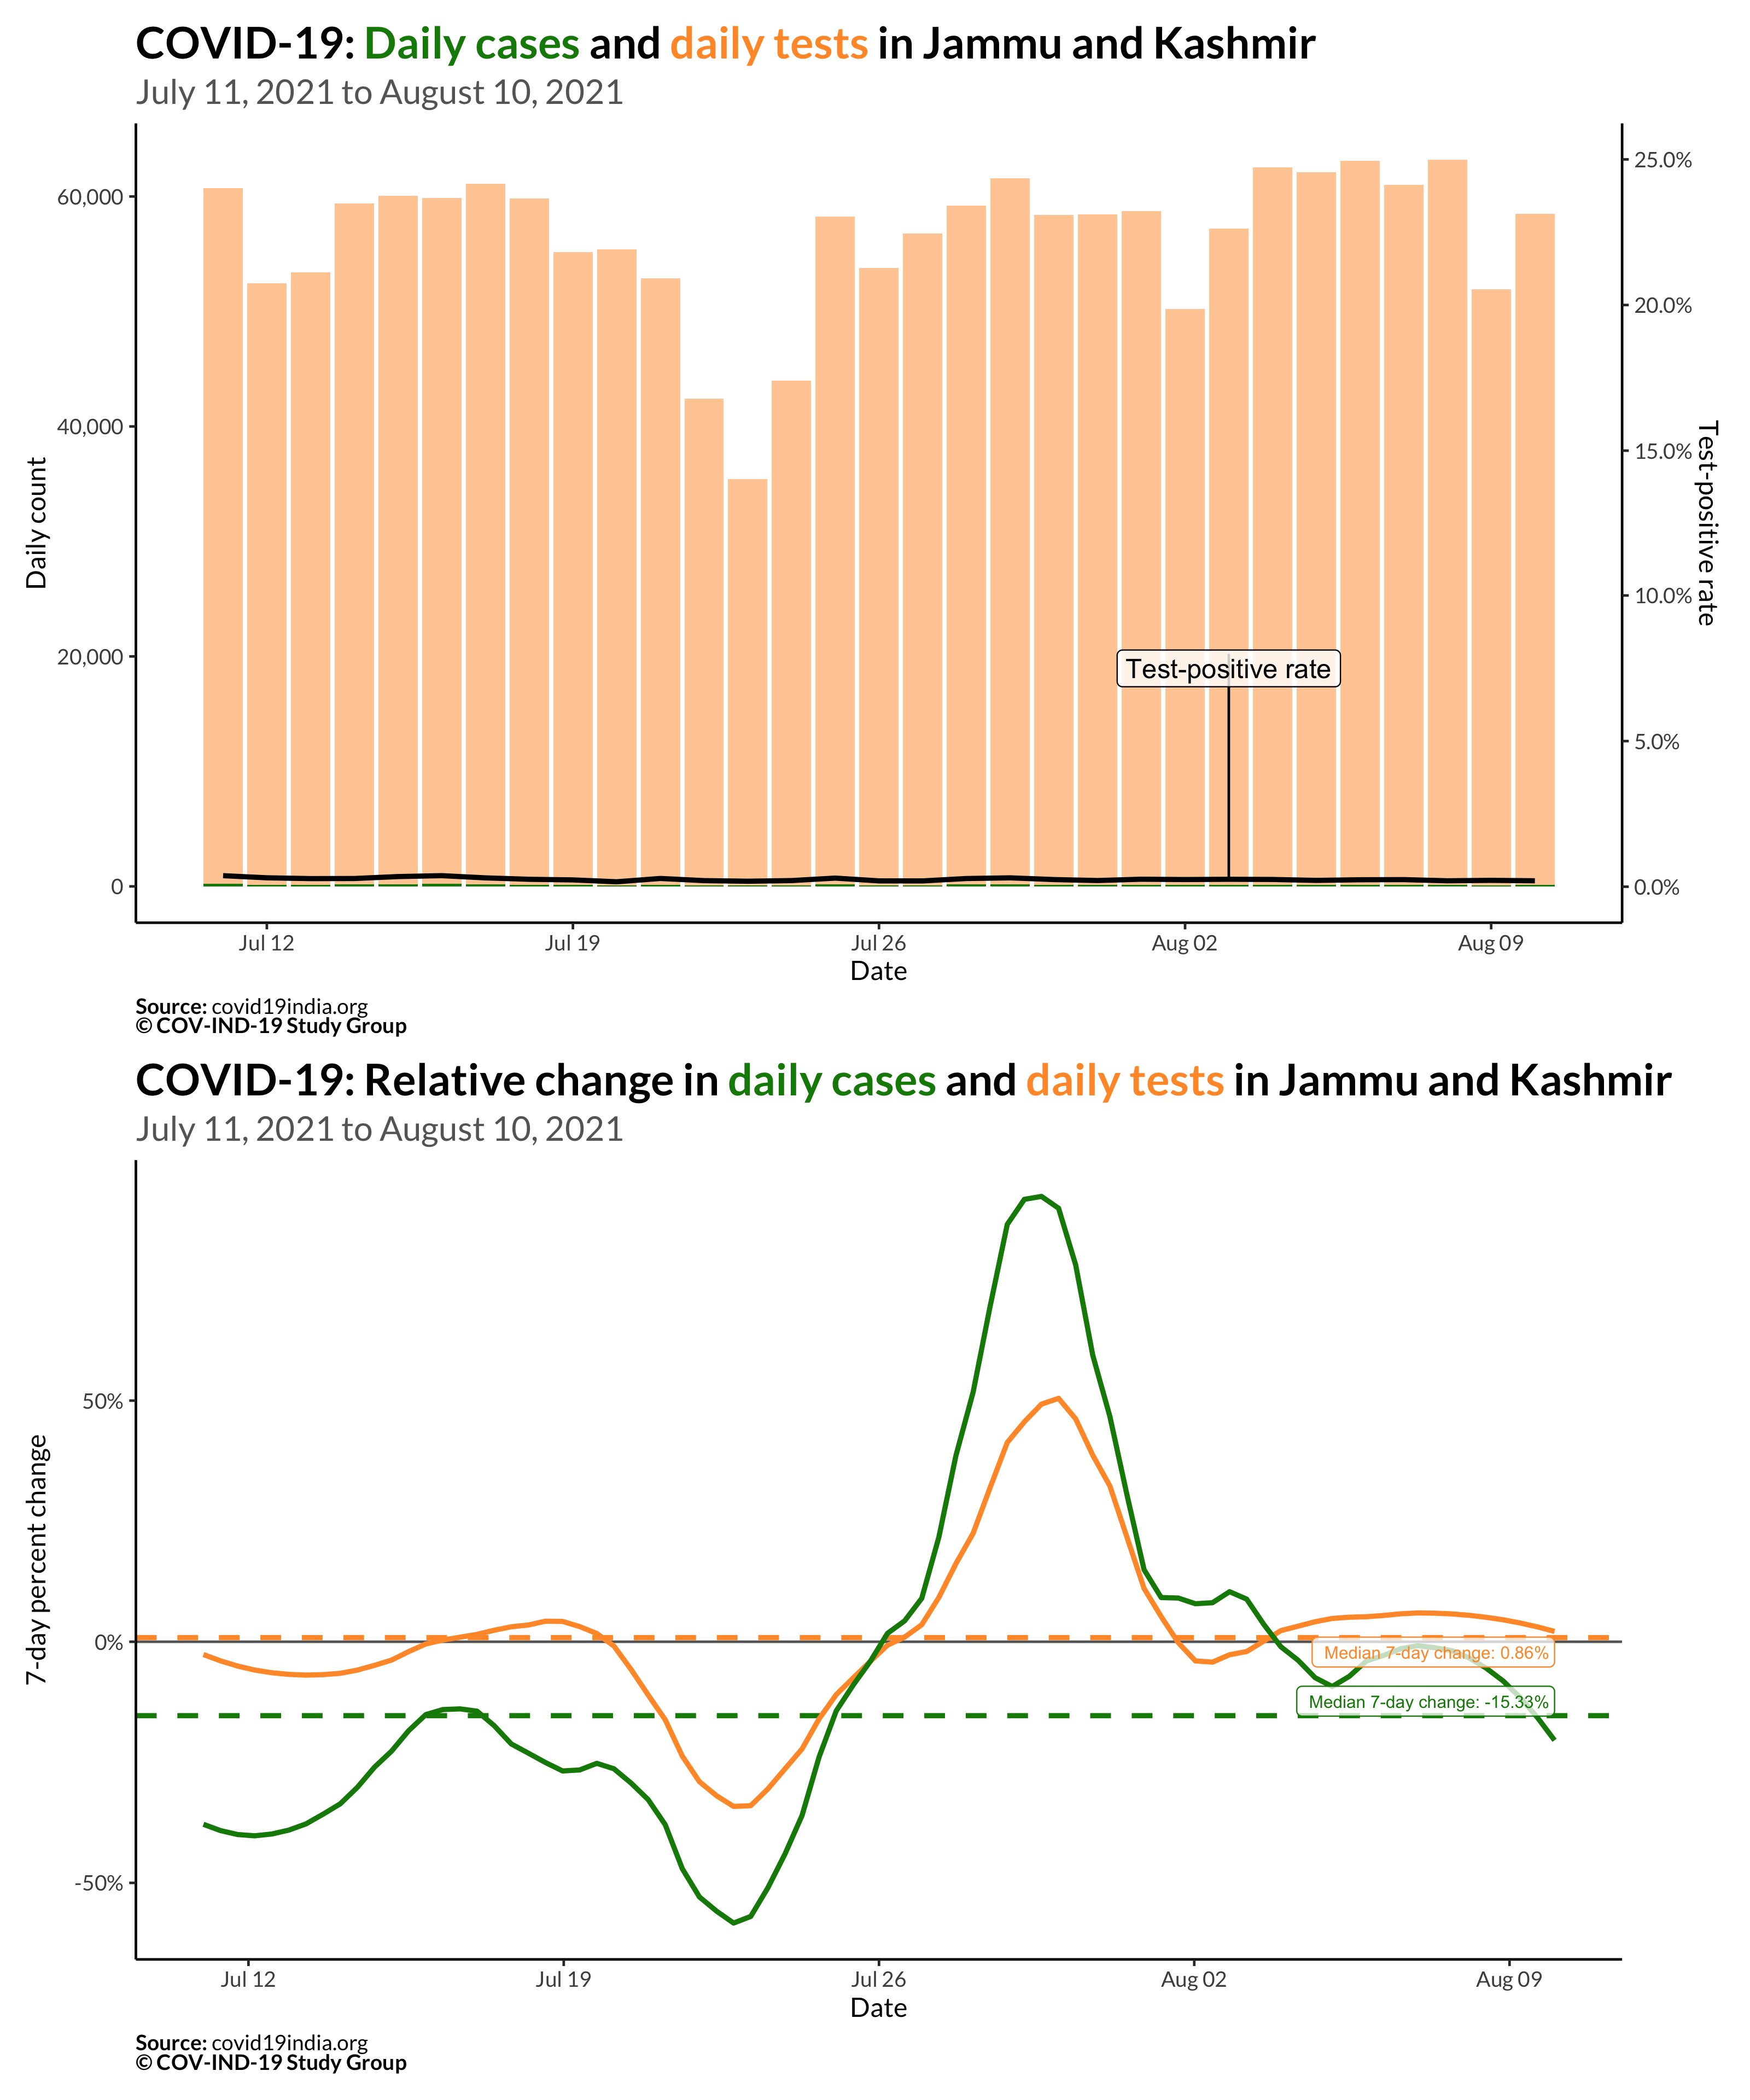 COVID-19: Daily cases and daily tests in Jammu and Kashmir
July 11, 2021 to August 10, 2021
Daily count
60,000
40,000
20,000
0
25.0%
20.0%
15.0%
10.0%
5.0%
0.0%
Test-positive rate
Test-positive rate
Jul 12
Jul 19
Jul 26
Aug 02
Aug 09
Date
Source: covid19india.org
© COV-IND-19 Study Group
COVID-19: Relative change in daily cases and daily tests in Jammu and Kashmir
July 11, 2021 to August 10, 2021
7-day percent change
50%
0%
-50%
Median 7-day change: 0.86%
Median 7-day change: -15.33%
Jul 12
Jul 19
Jul 26
Aug 02
Aug 09
Date
Source: covid19india.org
© COV-IND-19 Study Group